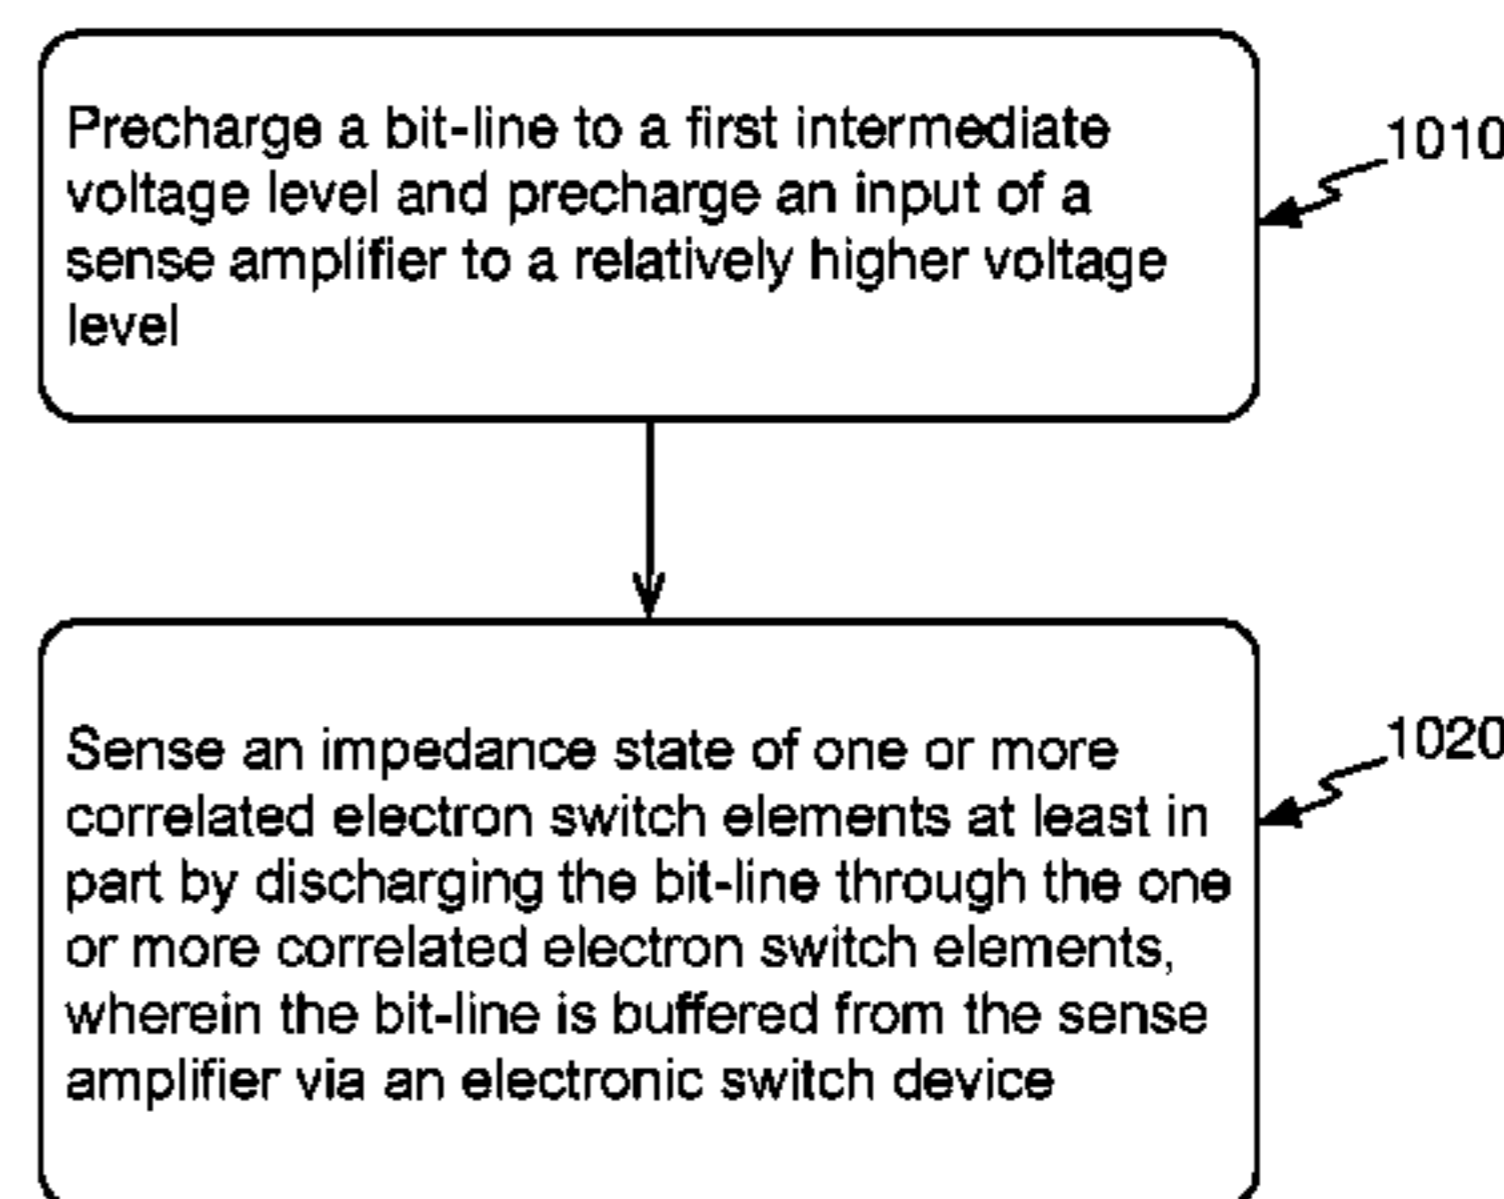 Precharge a bit-line to a first intermediate
voltage level and precharge an input of a
sense amplifier to a relatively higher voltage
level
1010
Sense an impedance state of one or more
correlated electron switch elements at least in
part by discharging the bit-line through the one
or more correlated electron switch elements,
wherein the bit-line is buffered from the sense
amplifier via an electronic switch device
1020